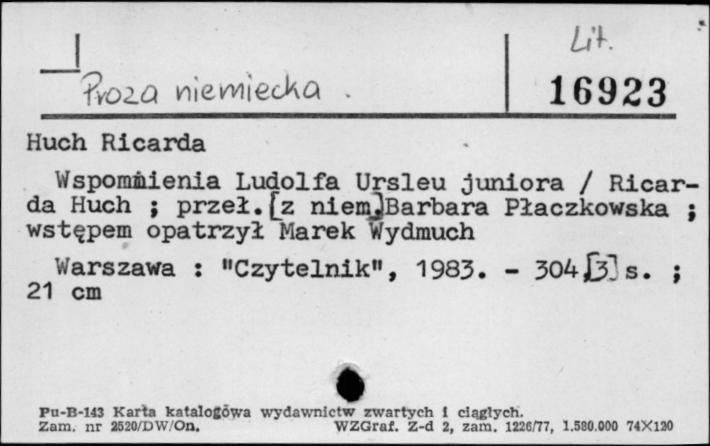 Lit.
Proza niemiecka .
16923
Huch Ricarda
Wspommienia Ludolfa Ursleu juniora / Ricar-
da Huch ; przeł.[z niem.]Barbara Płaczkowska ;
wstępem opatrzył Marek Wydmuch
Warszawa : "Czytelnik", 1983. - 304,[3] s. ;
21 cm
Pu-B-143 Karta katalogowa wydawnictw zwartych i ciągłych.
Zam. nr 2520/DW/On. WZGraf. Z-d 2, zam. 1226/77, 1.580.000 74X120